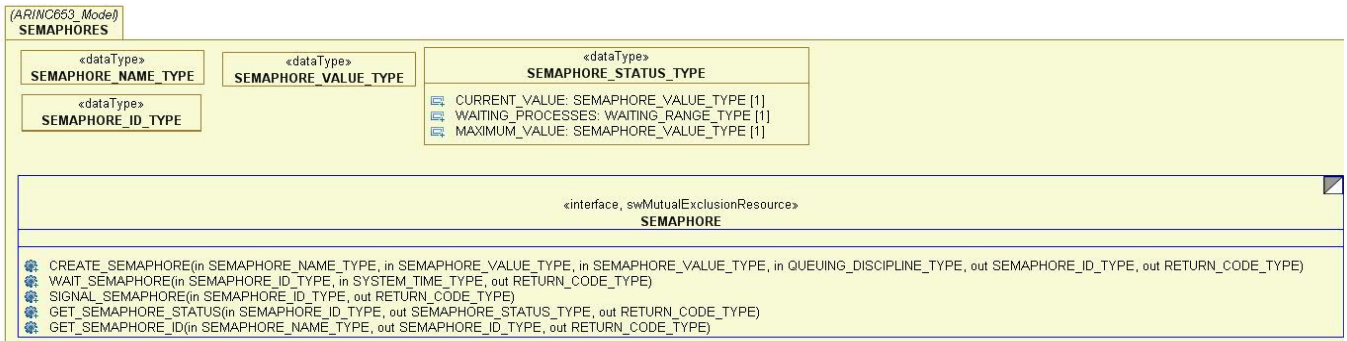 (ARINC653_Model)
SEMAPHORES
«dataType»
SEMAPHORE_NAME_TYPE
«dataType»
SEMAPHORE_VALUE_TYPE
«dataType»
SEMAPHORE_STATUS_TYPE
CURRENT_VALUE: SEMAPHORE_VALUE_TYPE [1]
WAITING_PROCESSES: WAITING_RANGE_TYPE [1]
MAXIMUM_VALUE: SEMAPHORE_VALUE_TYPE [1]
«dataType»
SEMAPHORE_ID_TYPE
«interface, swMutualExclusionResource»
SEMAPHORE
CREATE_SEMAPHORE(in SEMAPHORE_NAME_TYPE, in SEMAPHORE_VALUE_TYPE, in SEMAPHORE_VALUE_TYPE, in QUEUING_DISCIPLINE_TYPE, out SEMAPHORE_ID_TYPE, out RETURN_CODE_TYPE)
WAIT_SEMAPHORE(in SEMAPHORE_ID_TYPE, in SYSTEM_TIME_TYPE, out RETURN_CODE_TYPE)
SIGNAL_SEMAPHORE(in SEMAPHORE_ID_TYPE, out RETURN_CODE_TYPE)
GET_SEMAPHORE_STATUS(in SEMAPHORE_ID_TYPE, out SEMAPHORE_STATUS_TYPE, out RETURN_CODE_TYPE)
GET_SEMAPHORE_ID(in SEMAPHORE_NAME_TYPE, out SEMAPHORE_ID_TYPE, out RETURN_CODE_TYPE)